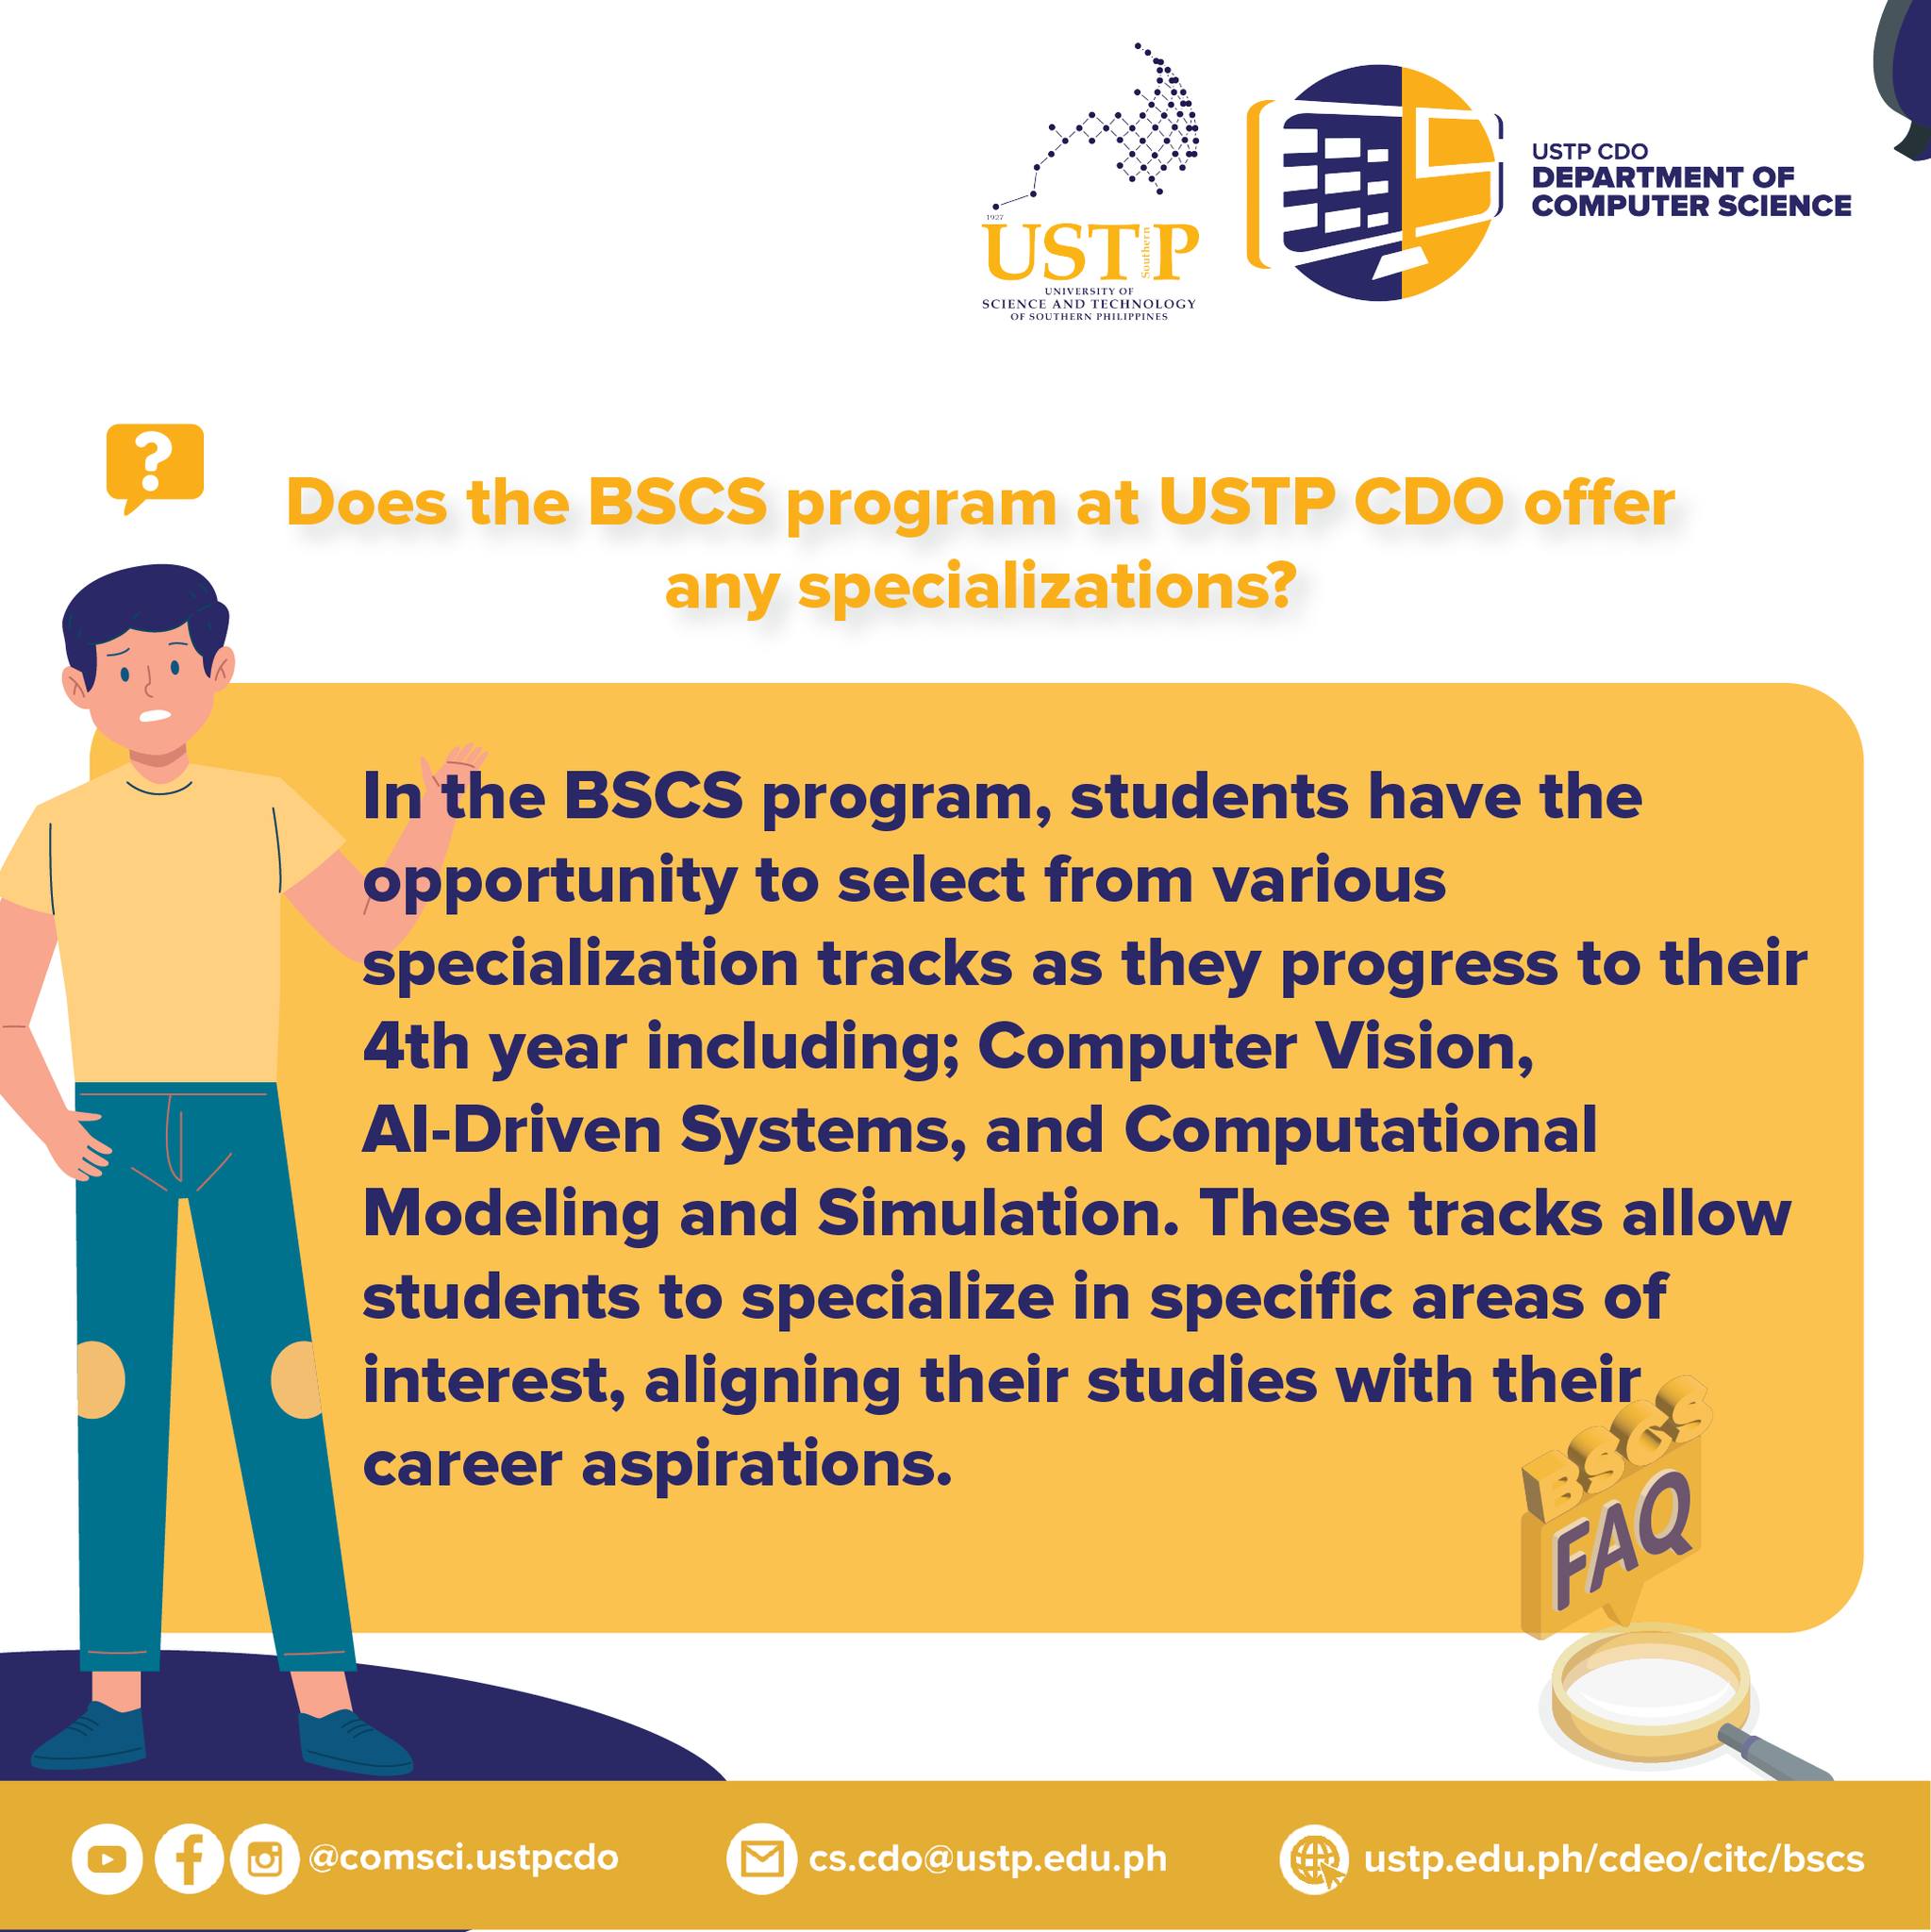 1927
USTP
Southern
UNIVERSITY OF
SCIENCE AND TECHNOLOGY
OF SOUTHERN PHILIPPINES
USTP CDO
DEPARTMENT OF
COMPUTER SCIENCE
?
Does the BSCS program at USTP CDO offer
any specializations?
In the BSCS program, students have the
opportunity to select from various
specialization tracks as they progress to their
4th year including; Computer Vision,
AI-Driven Systems, and Computational
Modeling and Simulation. These tracks allow
students to specialize in specific areas of
interest, aligning their studies with their
career aspirations.
BSCS
FAQ
@comsci.ustpcdo
cs.cdo@ustp.edu.ph
ustp.edu.ph/cdeo/citc/bscs